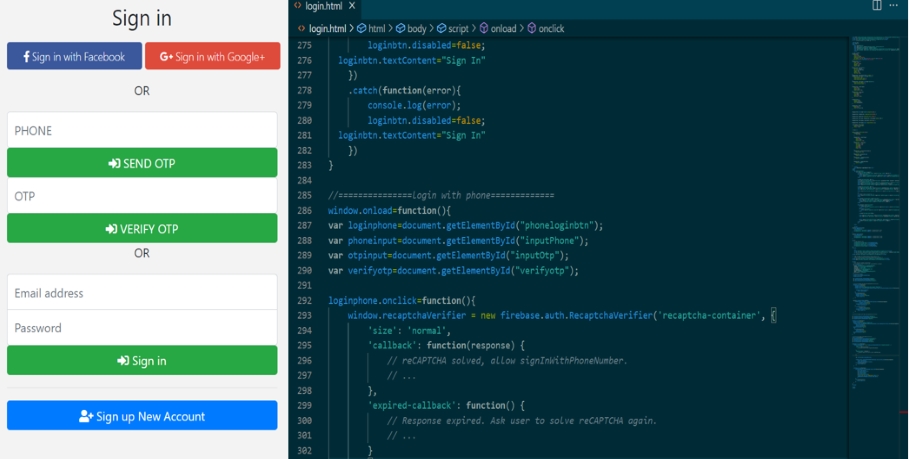 Sign in
Sign in with Facebook
G+ Sign in with Google+
OR
PHONE
SEND OTP
OTP
VERIFY OTP
OR
Email address
Password
Sign in
Sign up New Account
login.html X
login.html > html > body > script > onload > onclick
275 loginbtn.disabled=false;
276 loginbtn.textContent="Sign In"
277 })
278 .catch(function(error){
279 console.log(error);
280 loginbtn.disabled=false;
281 loginbtn.textContent="Sign In"
282 })
283 }
284
285 //===============login with phone=============
286 window.onload=function(){
287 var loginphone=document.getElementById("phoneloginbtn");
288 var phoneinput=document.getElementById("inputPhone");
289 var otpinput=document.getElementById("inputOtp");
290 var verifyotp=document.getElementById("verifyotp");
291
292 loginphone.onclick=function(){
293 window.recaptchaVerifier = new firebase.auth.RecaptchaVerifier('recaptcha-container', {
294 'size': 'normal',
295 'callback': function(response) {
296 // reCAPTCHA solved, allow signInWithPhoneNumber.
297 // ...
298 },
299 'expired-callback': function() {
300 // Response expired. Ask user to solve reCAPTCHA again.
301 // ...
302 }